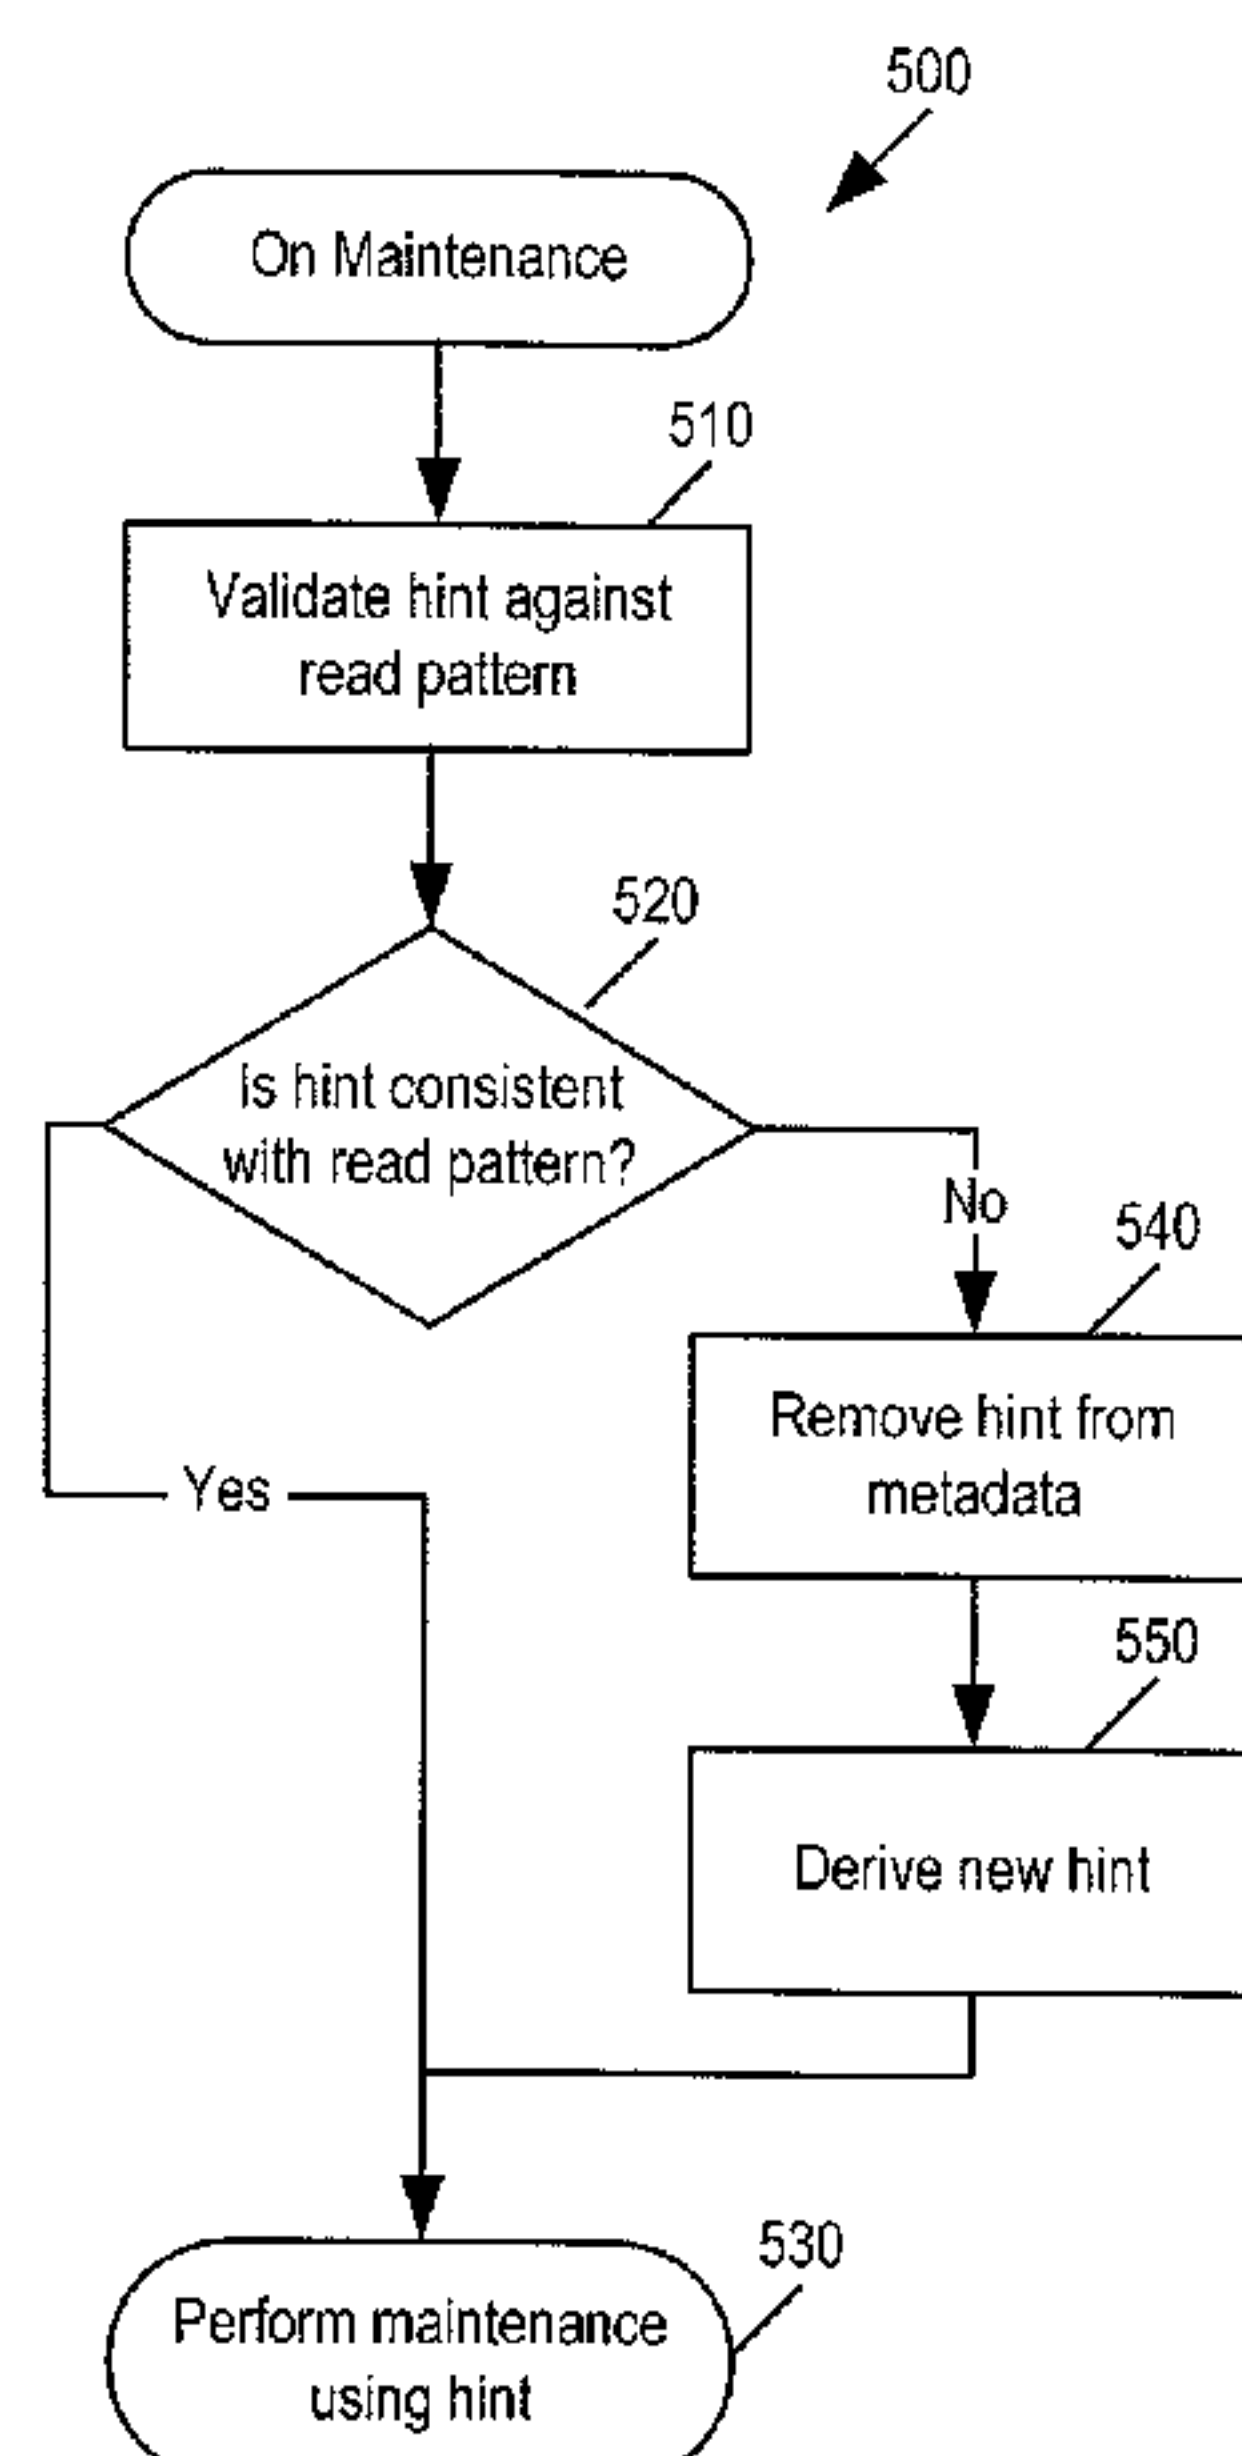 500
On Maintenance
510
Validate hint against
read pattern
520
Is hint consistent
with read pattern?
No
540
Remove hint from
metadata
Yes
550
Derive new hint
530
Perform maintenance
using hint